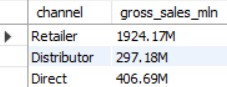 channel gross_sales_mln
Retailer 1924.17M
Distributor 297.18M
Direct 406.69M